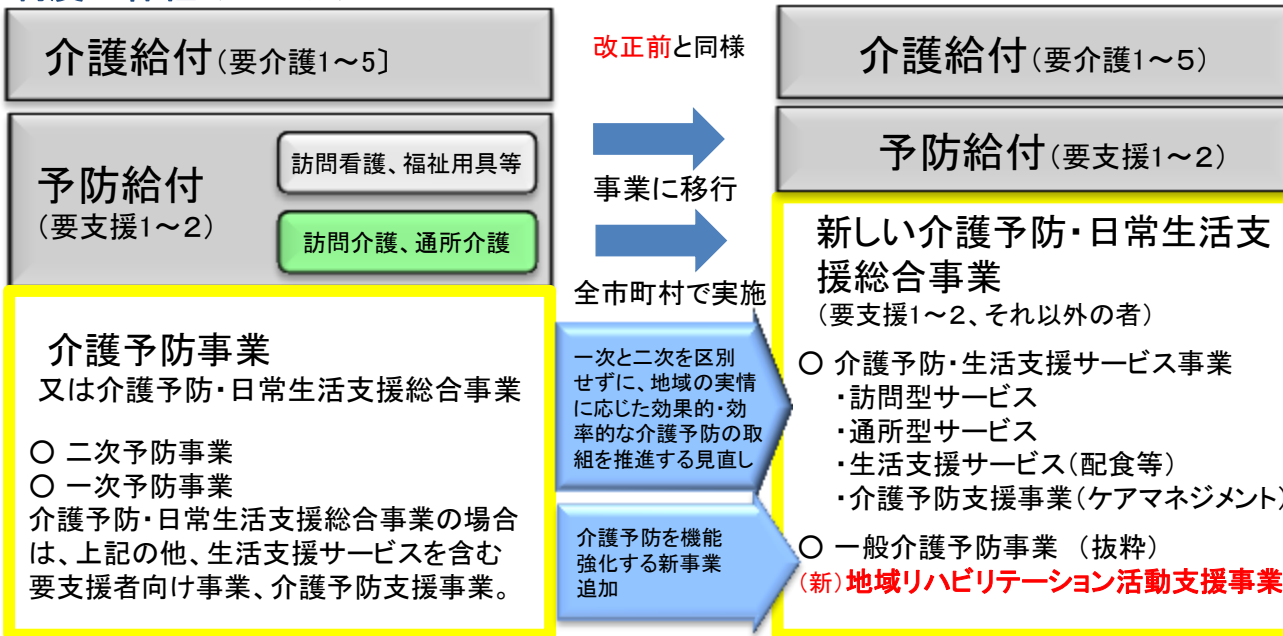 介護給付(要介護1～5〕
予防給付
(要支援1～2)
訪問看護、福祉用具等
訪問介護、通所介護
介護予防事業
又は介護予防・日常生活支援総合事業
〇 二次予防事業
〇 一次予防事業
介護予防・日常生活支援総合事業の場合
は、上記の他、生活支援サービスを含む
要支援者向け事業、介護予防支援事業。
改正前と同様
事業に移行
全市町村で実施
一次と二次を区別
せずに、地域の実情
に応じた効果的・効
率的な介護予防の取
組を推進する見直し
介護予防を機能
強化する新事業
追加
介護給付(要介護1～5)
予防給付(要支援1～2)
新しい介護予防・日常生活支
援総合事業
(要支援1～2、それ以外の者)
〇 介護予防・生活支援サービス事業
・訪問型サービス
・通所型サービス
・生活支援サービス(配食等)
・介護予防支援事業(ケアマネジメント)
〇 一般介護予防事業 (抜粋)
(新)地域リハビリテーション活動支援事業